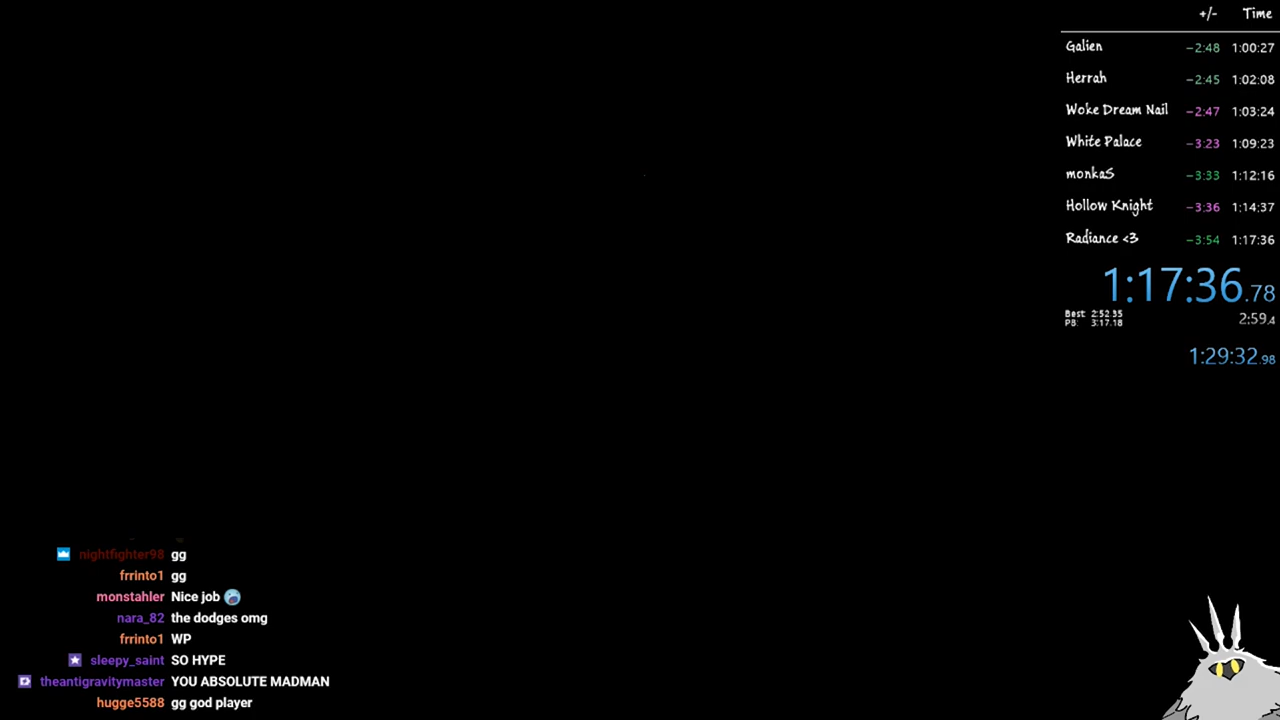 +/- Time
Galien −2:48 1:00:27
Herrah −2:45 1:02:08
Woke Dream Nail −2:47 1:03:24
White Palace −3:23 1:09:23
monkaS −3:33 1:12:16
Hollow Knight −3:36 1:14:37
Radiance <3 −3:54 1:17:36
1:17:36.78
Best: 2:52.35 2:59.4
PB: 3:17.18
1:29:32.98
nightfighter98 gg
frrinto1 gg
monstahler Nice job
nara_82 the dodges omg
frrinto1 WP
sleepy_saint SO HYPE
theantigravitymaster YOU ABSOLUTE MADMAN
hugge5588 gg god player